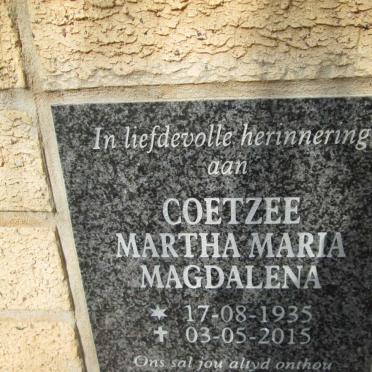 In liefdevolle herinnering
aan
COETZEE
MARTHA MARIA
MAGDALENA
* 17-08-1935
✝ 03-05-2015
Ons sal jou altyd onthou